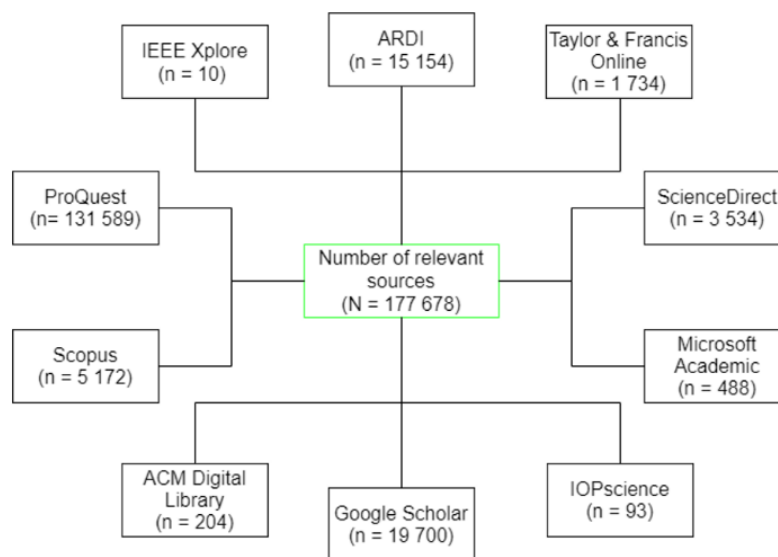 IEEE Xplore
(n = 10)
ARDI
(n = 15 154)
Taylor & Francis
Online
(n = 1 734)
ProQuest
(n= 131 589)
ScienceDirect
(n = 3 534)
Number of relevant
sources
(N = 177 678)
Scopus
(n = 5 172)
Microsoft
Academic
(n = 488)
ACM Digital
Library
(n = 204)
Google Scholar
(n = 19 700)
IOPscience
(n = 93)